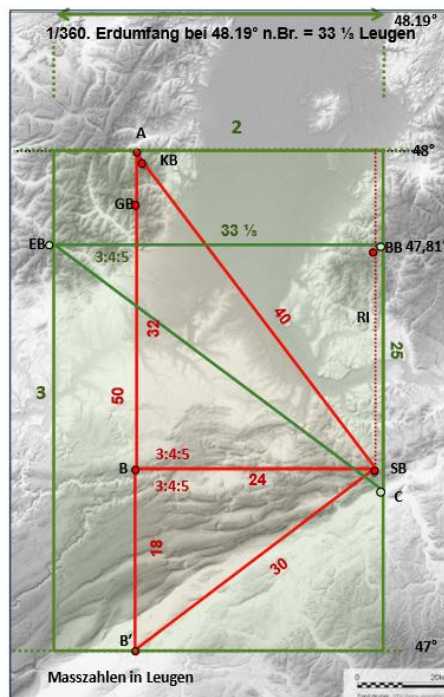 48.19°
1/360. Erdumfang bei 48.19° n.Br. = 33 ⅓ Leugen
A
2
48°
KB
GB
EB
33 ⅓
BB 47,81°
3:4:5
RI
32
40
25
50
3
3:4:5
B
SB
24
3:4:5
C
18
30
B’
47°
Masszahlen in Leugen
0